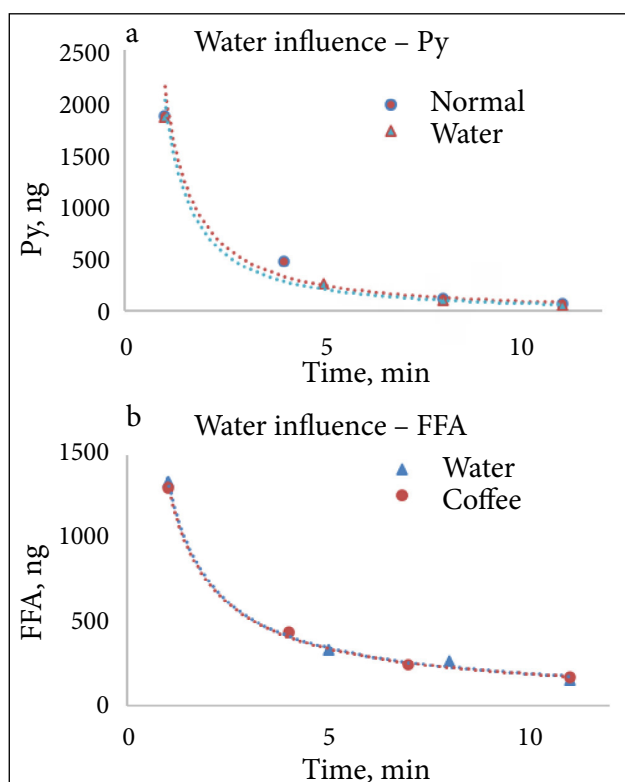 a
Water influence – Py
2500
2000
1500
1000
500
0
Py, ng
Normal
Water
0
5
10
Time, min
b
Water influence – FFA
1500
1000
500
0
FFA, ng
Water
Coffee
0
5
10
Time, min